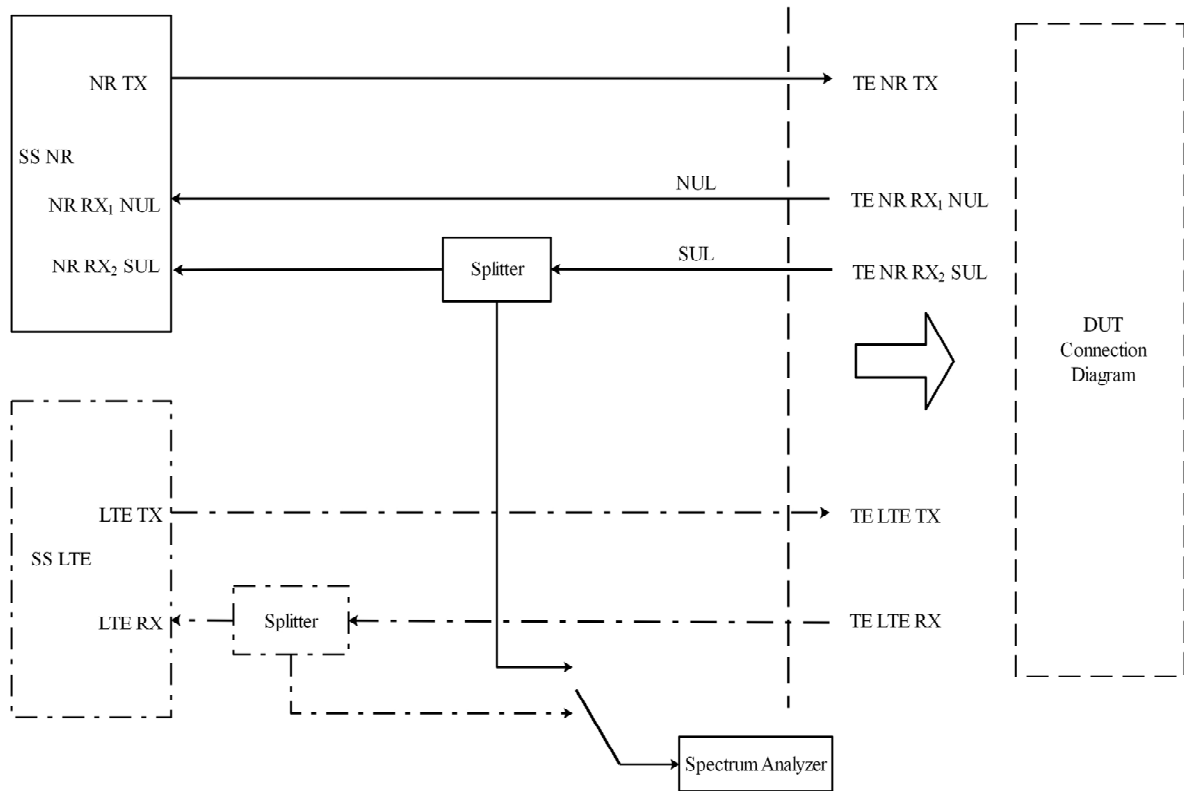 NR TX
TE NR TX
SS NR
NUL
NR RX₁ NUL
TE NR RX₁ NUL
SUL
NR RX₂ SUL
Splitter
TE NR RX₂ SUL
DUT
Connection
Diagram
LTE TX
TE LTE TX
SS LTE
LTE RX
Splitter
TE LTE RX
Spectrum Analyzer